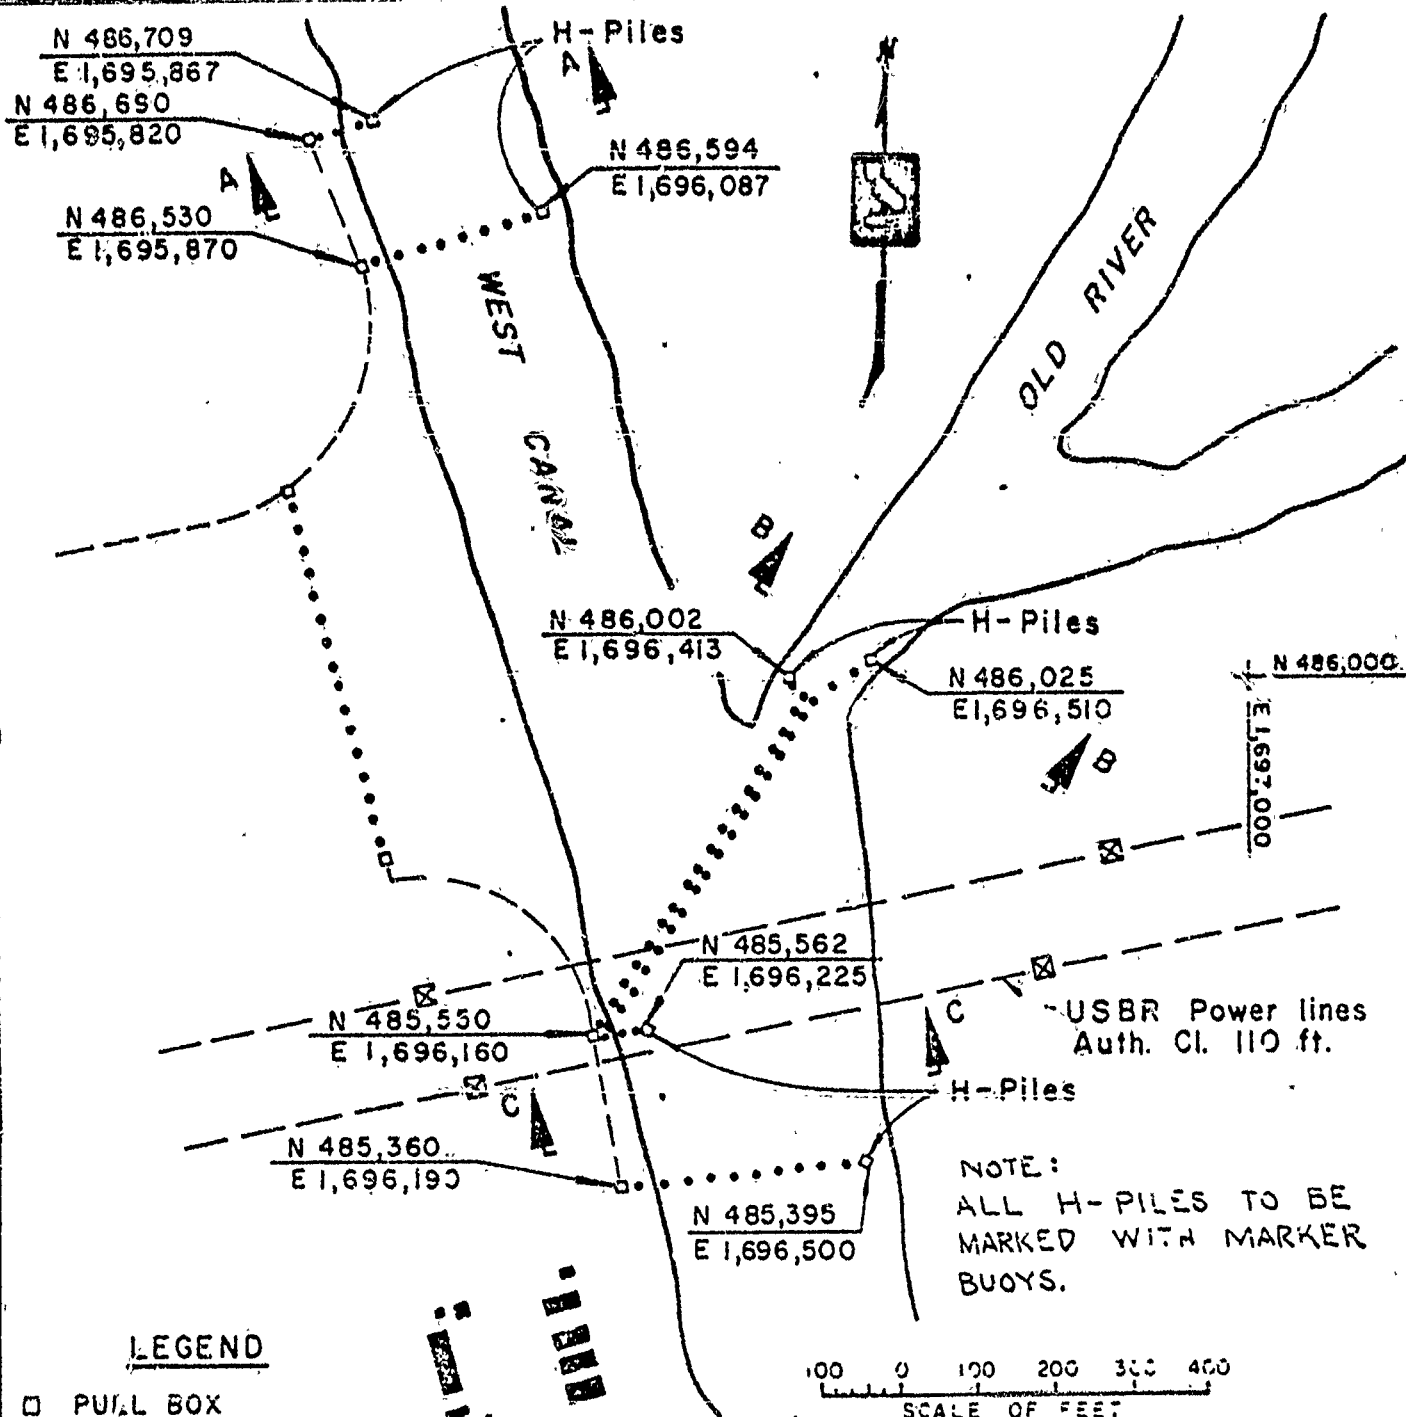 N 486,709
E 1,695,867
H-Piles
A
N 486,690
E 1,695,820
N 486,594
E 1,696,087
A
N 486,530
E 1,695,870
WEST CANAL
OLD RIVER
B
N 486,002
E 1,696,413
H-Piles
N 486,025
E 1,696,510
N 486,000
E 1,697,000
B
N 485,562
E 1,696,225
N 485,550
E 1,696,160
C
USBR Power lines
Auth. Cl. 110 ft.
C
H-Piles
N 485,360
E 1,696,190
N 485,395
E 1,696,500
NOTE:
ALL H-PILES TO BE
MARKED WITH MARKER
BUOYS.
LEGEND
PULL BOX
100 0 100 200 300 400
SCALE OF FEET